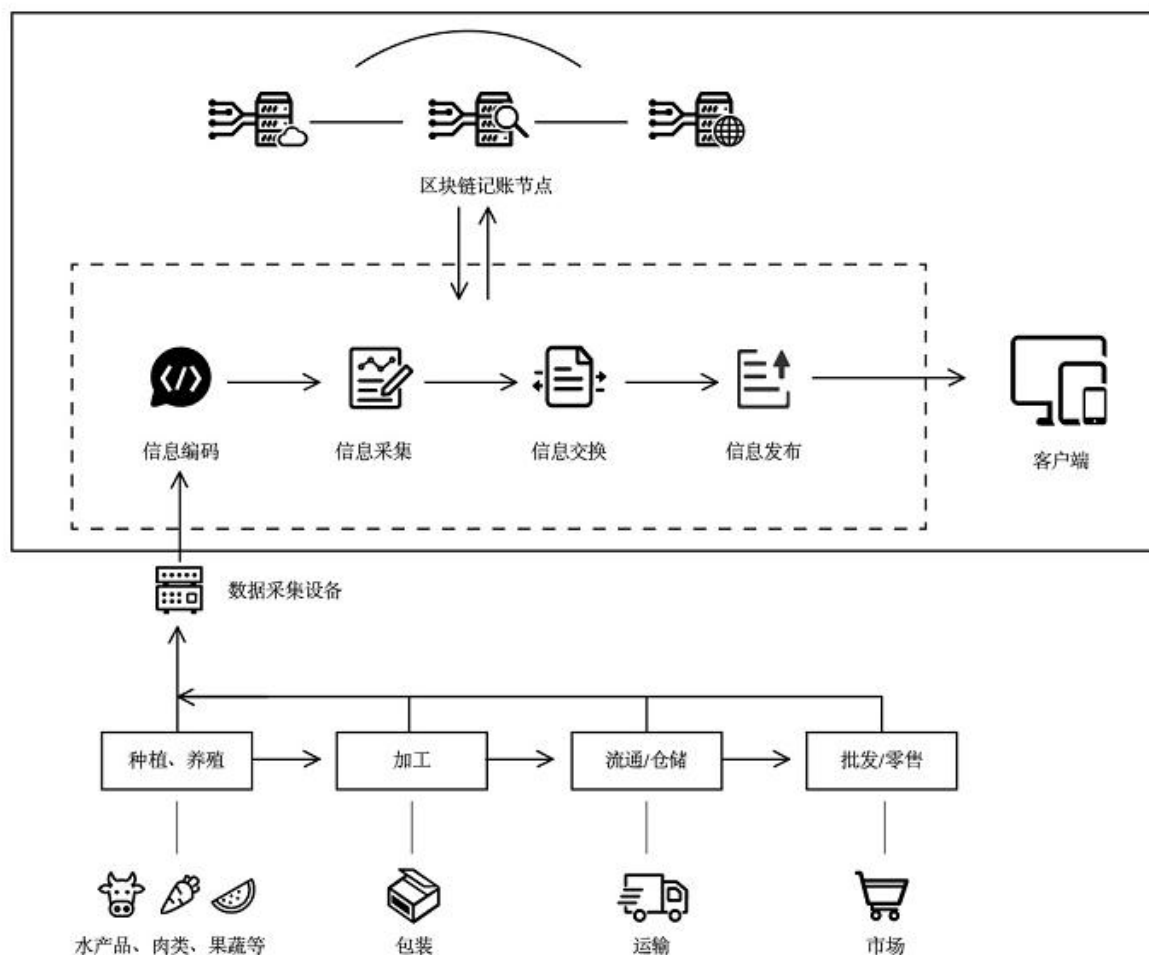 区块链记账节点
信息编码
信息采集
信息交换
信息发布
客户端
数据采集设备
种植、养殖
加工
流通/仓储
批发/零售
水产品、肉类、果蔬等
包装
运输
市场